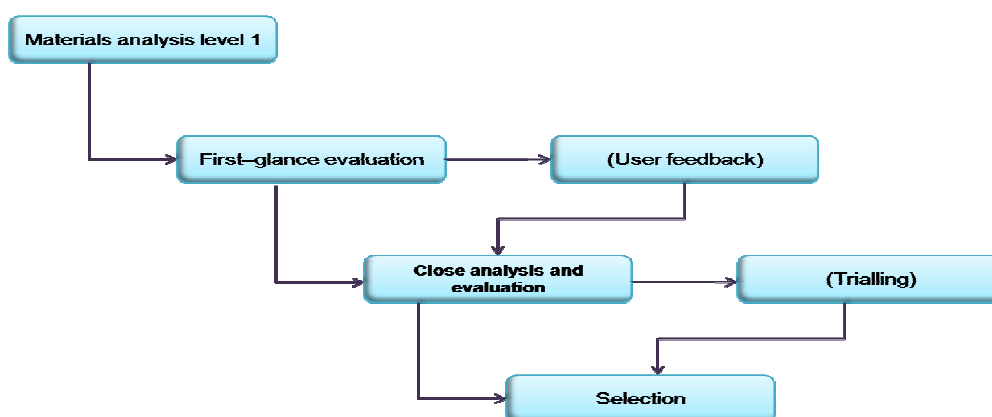 Materials analysis level 1
First–glance evaluation
(User feedback)
Close analysis and
evaluation
(Trialling)
Selection